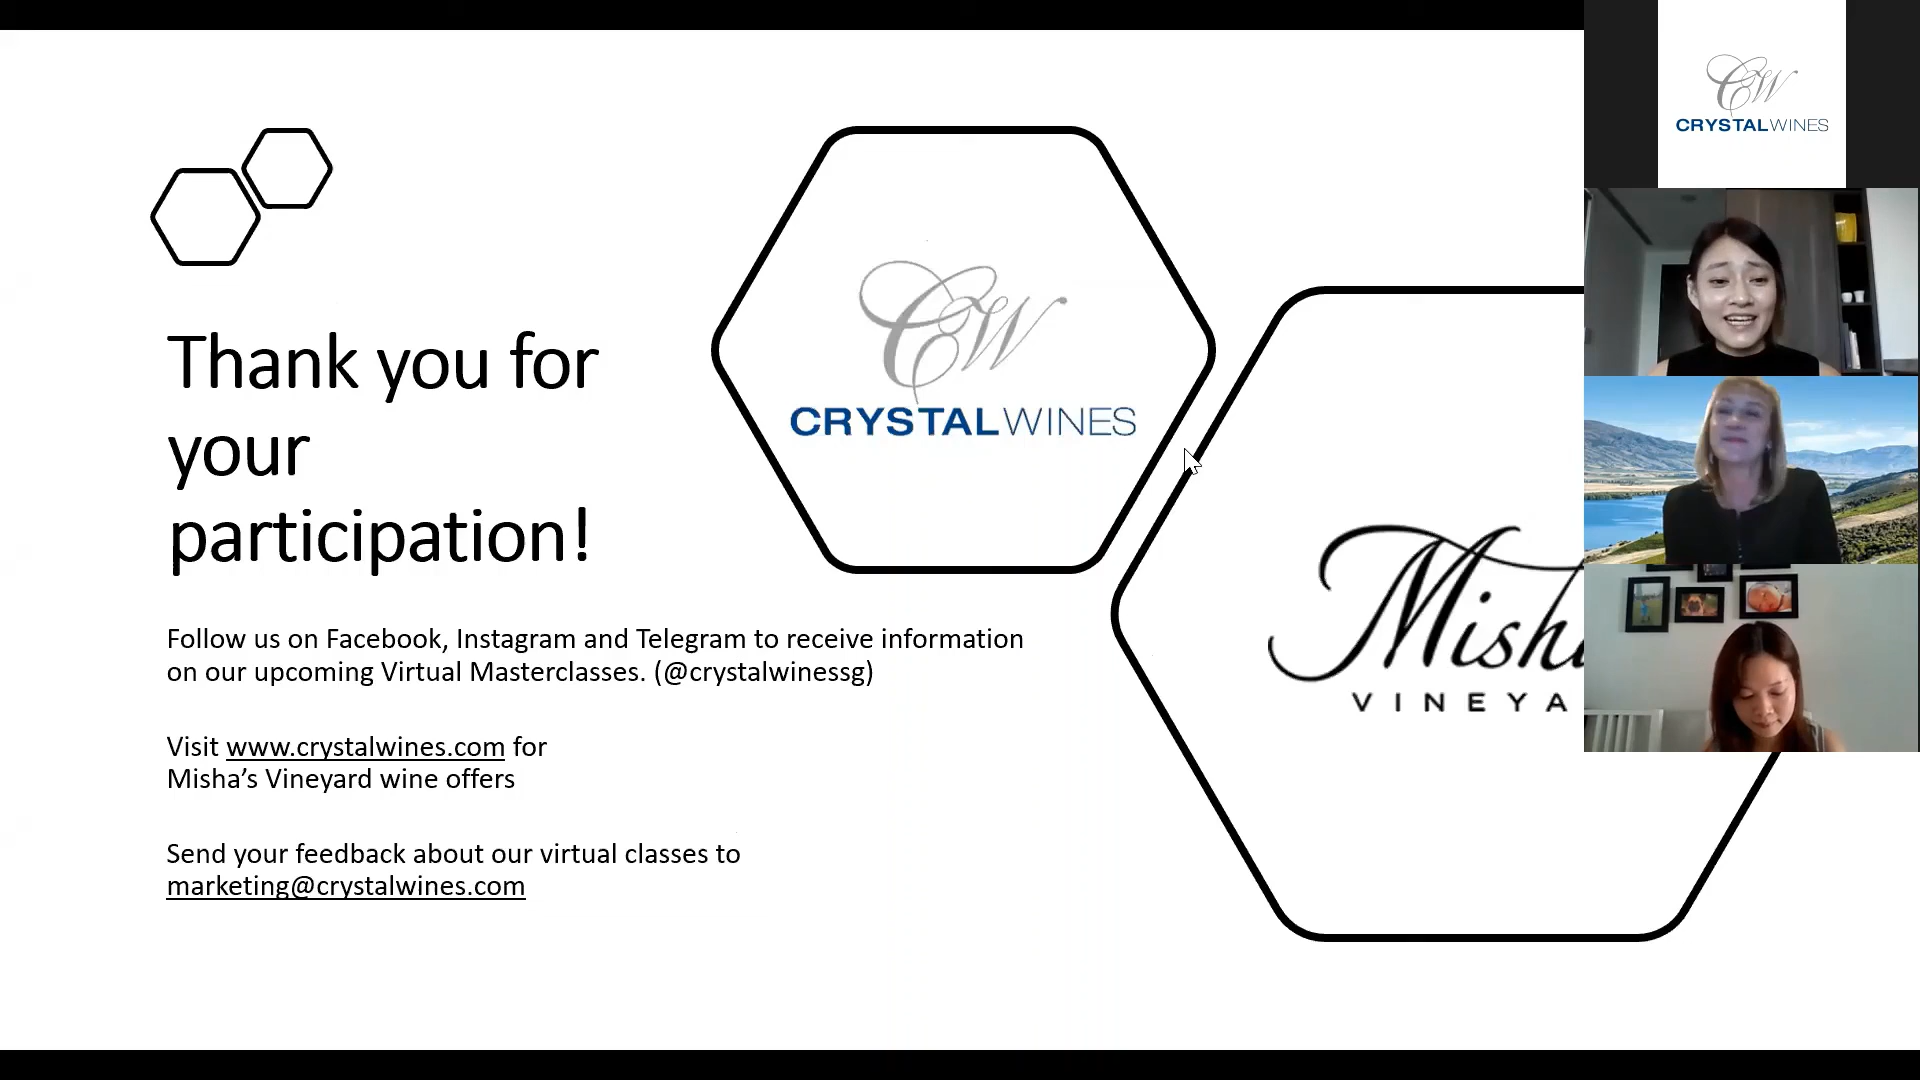 Thank you for
your
participation!
Follow us on Facebook, Instagram and Telegram to receive information
on our upcoming Virtual Masterclasses. (@crystalwinessg)
Visit www.crystalwines.com for
Misha’s Vineyard wine offers
Send your feedback about our virtual classes to
marketing@crystalwines.com
CW
CRYSTALWINES
CW
CRYSTALWINES